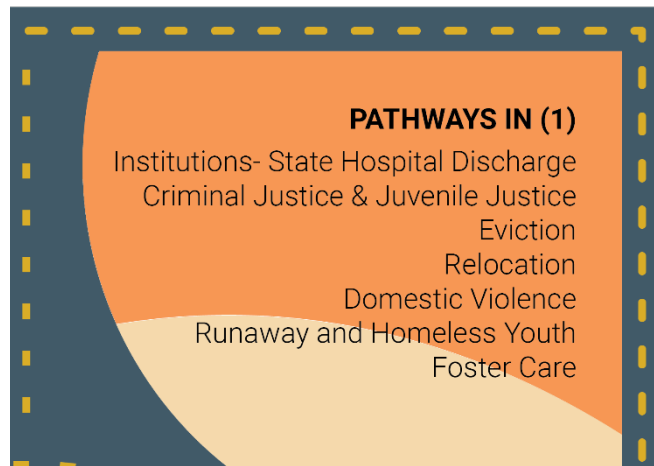 PATHWAYS IN (1)
Institutions- State Hospital Discharge
Criminal Justice & Juvenile Justice
Eviction
Relocation
Domestic Violence
Runaway and Homeless Youth
Foster Care